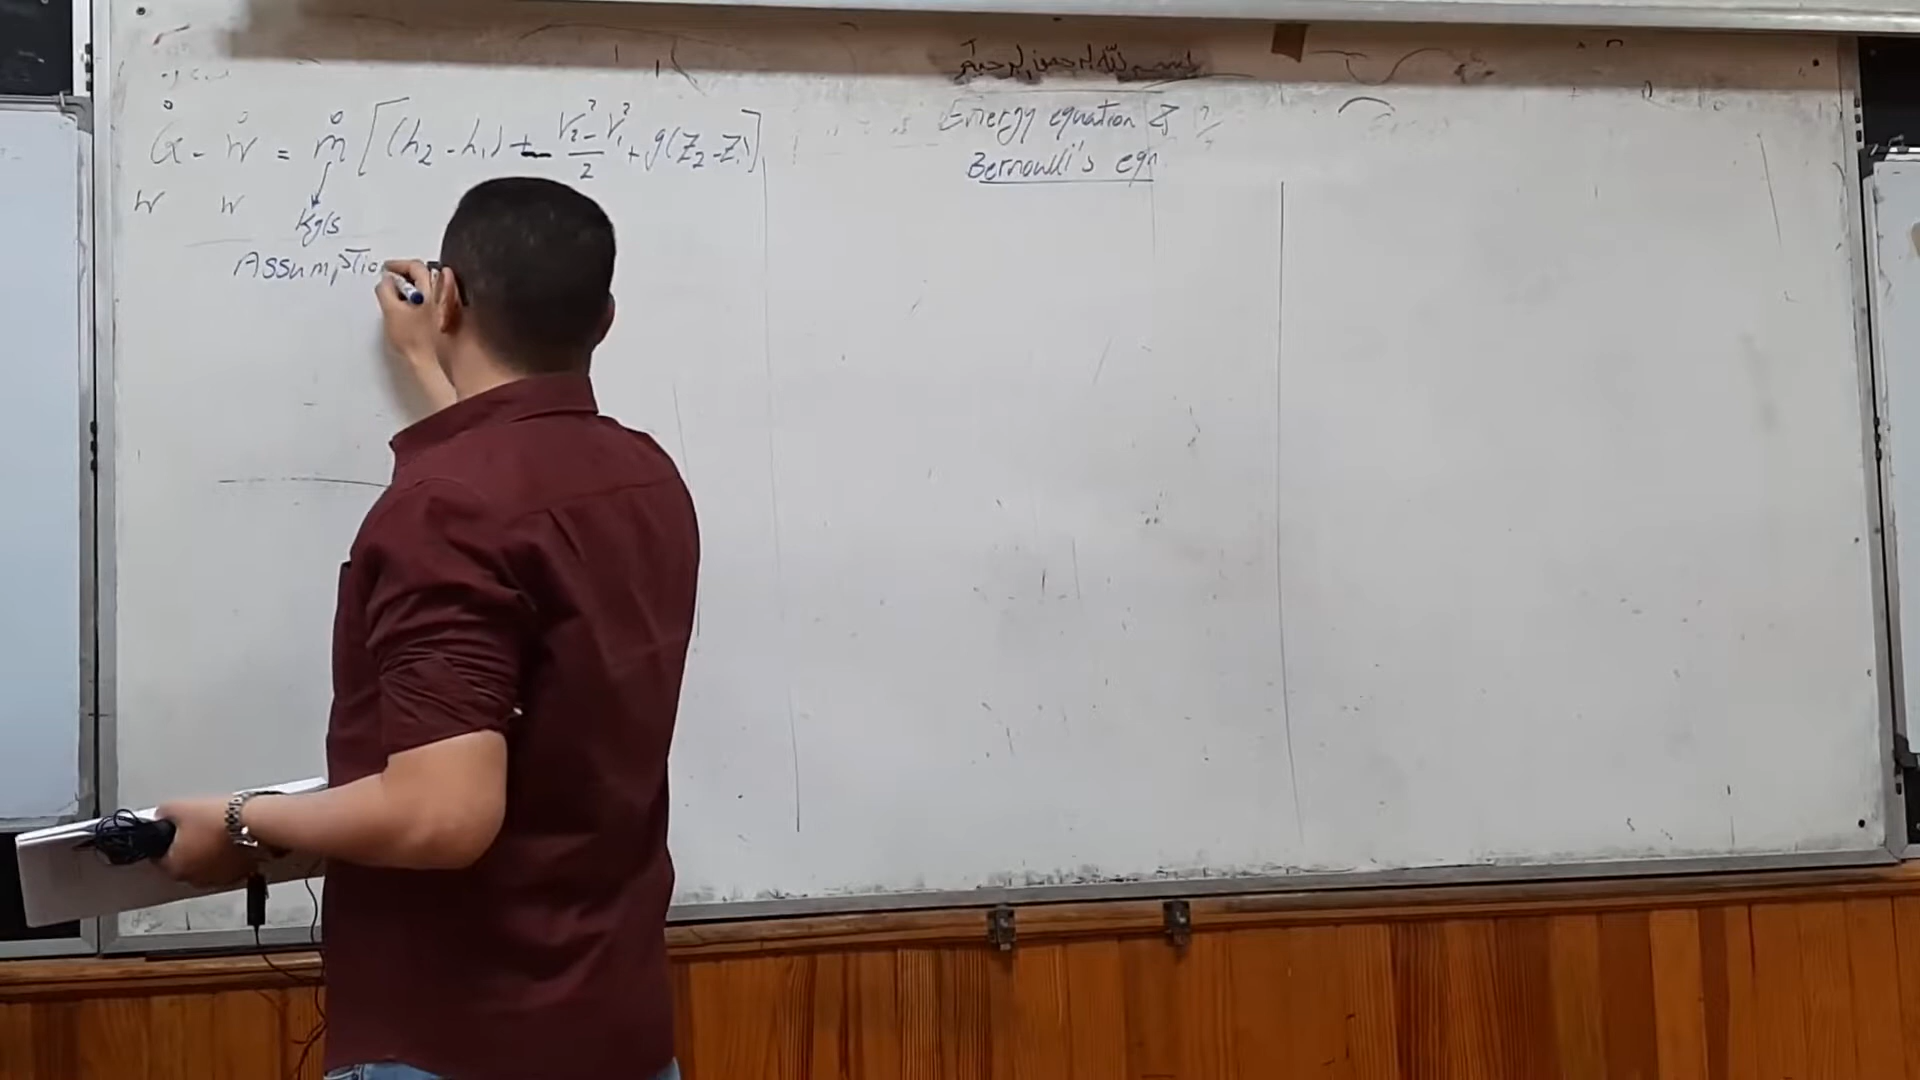 بسم الله الرحمن الرحيم
Energy equation &
Bernoulli's eqn
Q̇ - Ẇ = ṁ [(h₂ - h₁) + (V₂² - V₁²)/2 + g(Z₂ - Z₁)]
W W kg/s
Assumptio